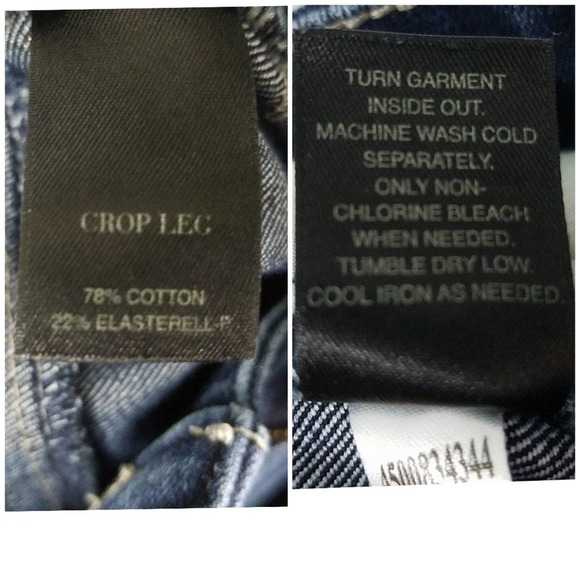 CROP LEG
78% COTTON
22% ELASTERELL-P
TURN GARMENT
INSIDE OUT.
MACHINE WASH COLD
SEPARATELY.
ONLY NON-
CHLORINE BLEACH
WHEN NEEDED.
TUMBLE DRY LOW.
COOL IRON AS NEEDED.
4500834344